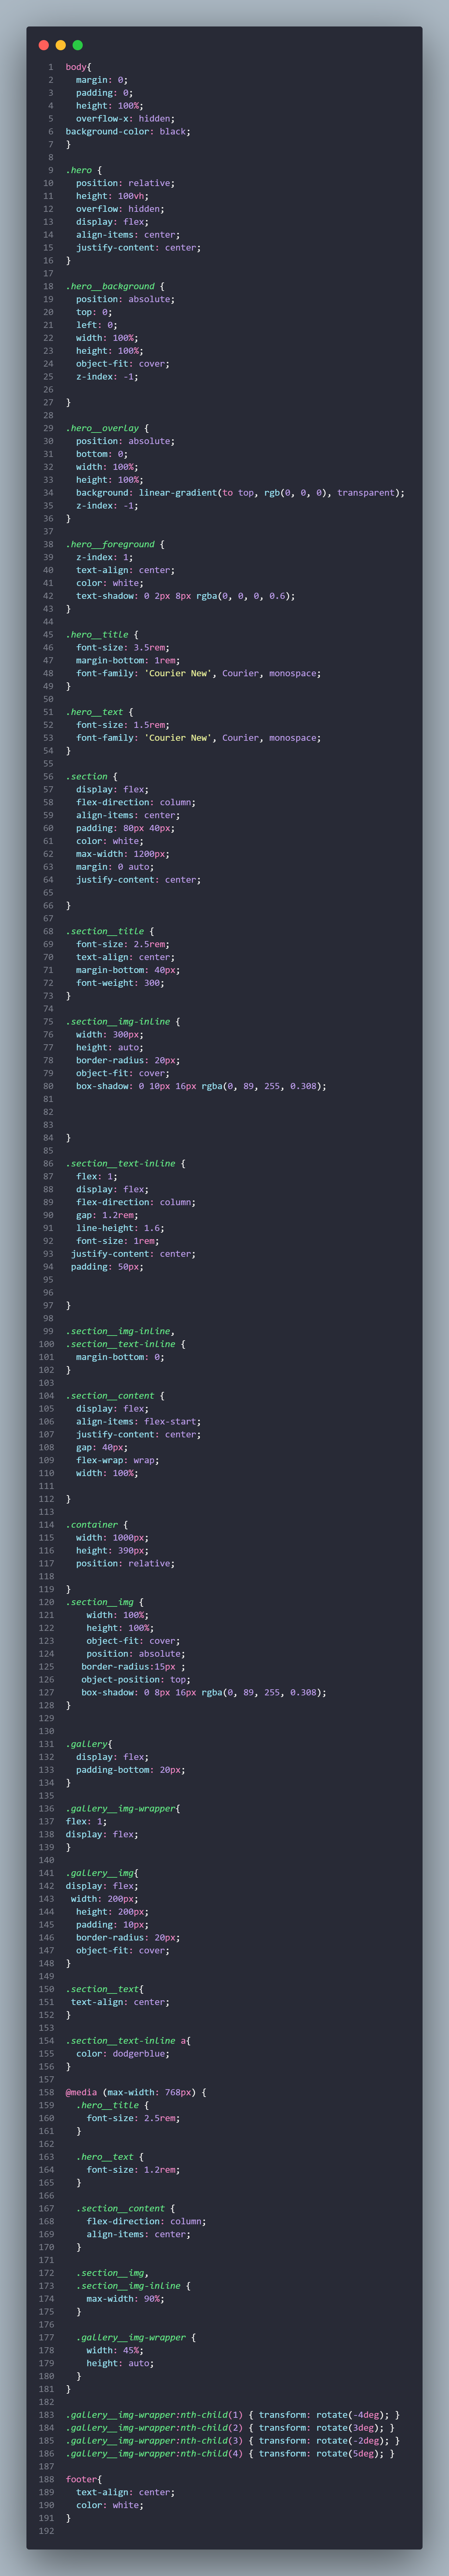 1 body{
2 margin: 0;
3 padding: 0;
4 height: 100%;
5 overflow-x: hidden;
6 background-color: black;
7 }
8
9 .hero {
10 position: relative;
11 height: 100vh;
12 overflow: hidden;
13 display: flex;
14 align-items: center;
15 justify-content: center;
16 }
17
18 .hero__background {
19 position: absolute;
20 top: 0;
21 left: 0;
22 width: 100%;
23 height: 100%;
24 object-fit: cover;
25 z-index: -1;
26
27 }
28
29 .hero__overlay {
30 position: absolute;
31 bottom: 0;
32 width: 100%;
33 height: 100%;
34 background: linear-gradient(to top, rgb(0, 0, 0), transparent);
35 z-index: -1;
36 }
37
38 .hero__foreground {
39 z-index: 1;
40 text-align: center;
41 color: white;
42 text-shadow: 0 2px 8px rgba(0, 0, 0, 0.6);
43 }
44
45 .hero__title {
46 font-size: 3.5rem;
47 margin-bottom: 1rem;
48 font-family: 'Courier New', Courier, monospace;
49 }
50
51 .hero__text {
52 font-size: 1.5rem;
53 font-family: 'Courier New', Courier, monospace;
54 }
55
56 .section {
57 display: flex;
58 flex-direction: column;
59 align-items: center;
60 padding: 80px 40px;
61 color: white;
62 max-width: 1200px;
63 margin: 0 auto;
64 justify-content: center;
65
66 }
67
68 .section__title {
69 font-size: 2.5rem;
70 text-align: center;
71 margin-bottom: 40px;
72 font-weight: 300;
73 }
74
75 .section__img-inline {
76 width: 300px;
77 height: auto;
78 border-radius: 20px;
79 object-fit: cover;
80 box-shadow: 0 10px 16px rgba(0, 89, 255, 0.308);
81
82
83
84 }
85
86 .section__text-inline {
87 flex: 1;
88 display: flex;
89 flex-direction: column;
90 gap: 1.2rem;
91 line-height: 1.6;
92 font-size: 1rem;
93 justify-content: center;
94 padding: 50px;
95
96
97 }
98
99 .section__img-inline,
100 .section__text-inline {
101 margin-bottom: 0;
102 }
103
104 .section__content {
105 display: flex;
106 align-items: flex-start;
107 justify-content: center;
108 gap: 40px;
109 flex-wrap: wrap;
110 width: 100%;
111
112 }
113
114 .container {
115 width: 1000px;
116 height: 390px;
117 position: relative;
118
119 }
120 .section__img {
121 width: 100%;
122 height: 100%;
123 object-fit: cover;
124 position: absolute;
125 border-radius:15px ;
126 object-position: top;
127 box-shadow: 0 8px 16px rgba(0, 89, 255, 0.308);
128 }
129
130
131 .gallery{
132 display: flex;
133 padding-bottom: 20px;
134 }
135
136 .gallery__img-wrapper{
137 flex: 1;
138 display: flex;
139 }
140
141 .gallery__img{
142 display: flex;
143 width: 200px;
144 height: 200px;
145 padding: 10px;
146 border-radius: 20px;
147 object-fit: cover;
148 }
149
150 .section__text{
151 text-align: center;
152 }
153
154 .section__text-inline a{
155 color: dodgerblue;
156 }
157
158 @media (max-width: 768px) {
159 .hero__title {
160 font-size: 2.5rem;
161 }
162
163 .hero__text {
164 font-size: 1.2rem;
165 }
166
167 .section__content {
168 flex-direction: column;
169 align-items: center;
170 }
171
172 .section__img,
173 .section__img-inline {
174 max-width: 90%;
175 }
176
177 .gallery__img-wrapper {
178 width: 45%;
179 height: auto;
180 }
181 }
182
183 .gallery__img-wrapper:nth-child(1) { transform: rotate(-4deg); }
184 .gallery__img-wrapper:nth-child(2) { transform: rotate(3deg); }
185 .gallery__img-wrapper:nth-child(3) { transform: rotate(-2deg); }
186 .gallery__img-wrapper:nth-child(4) { transform: rotate(5deg); }
187
188 footer{
189 text-align: center;
190 color: white;
191 }
192